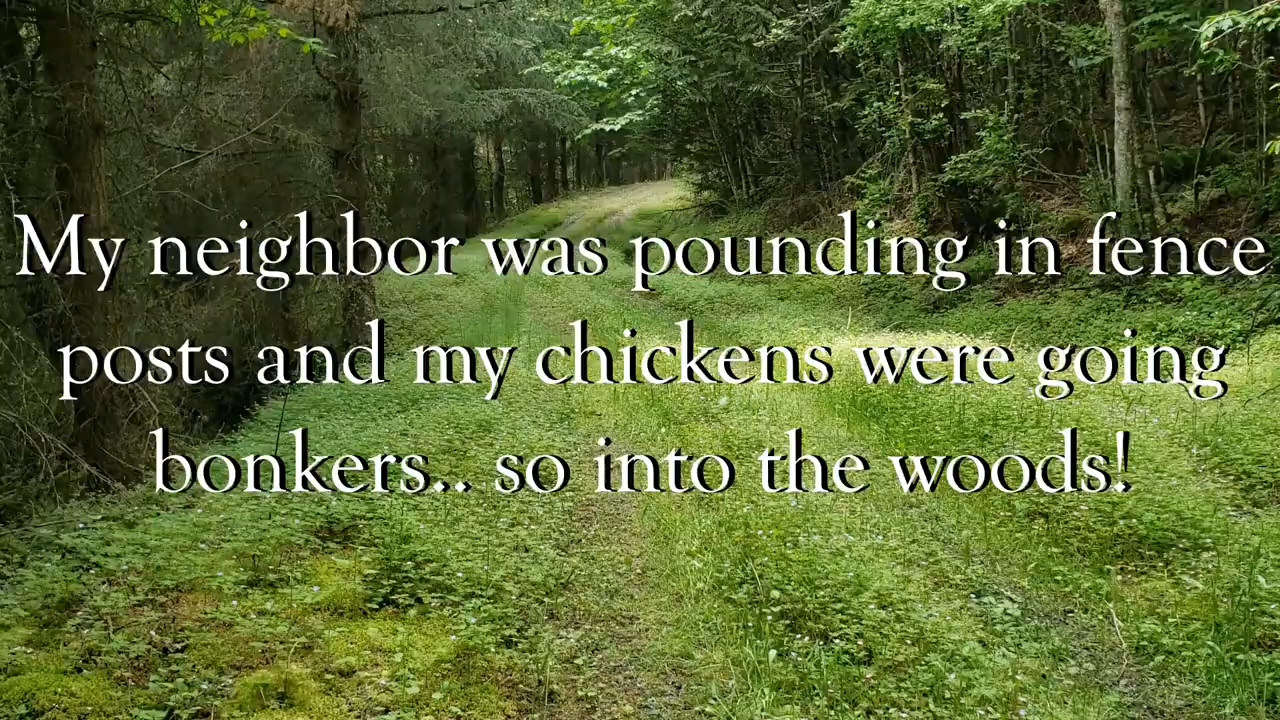 My neighbor was pounding in fence
posts and my chickens were going
bonkers.. so into the woods!